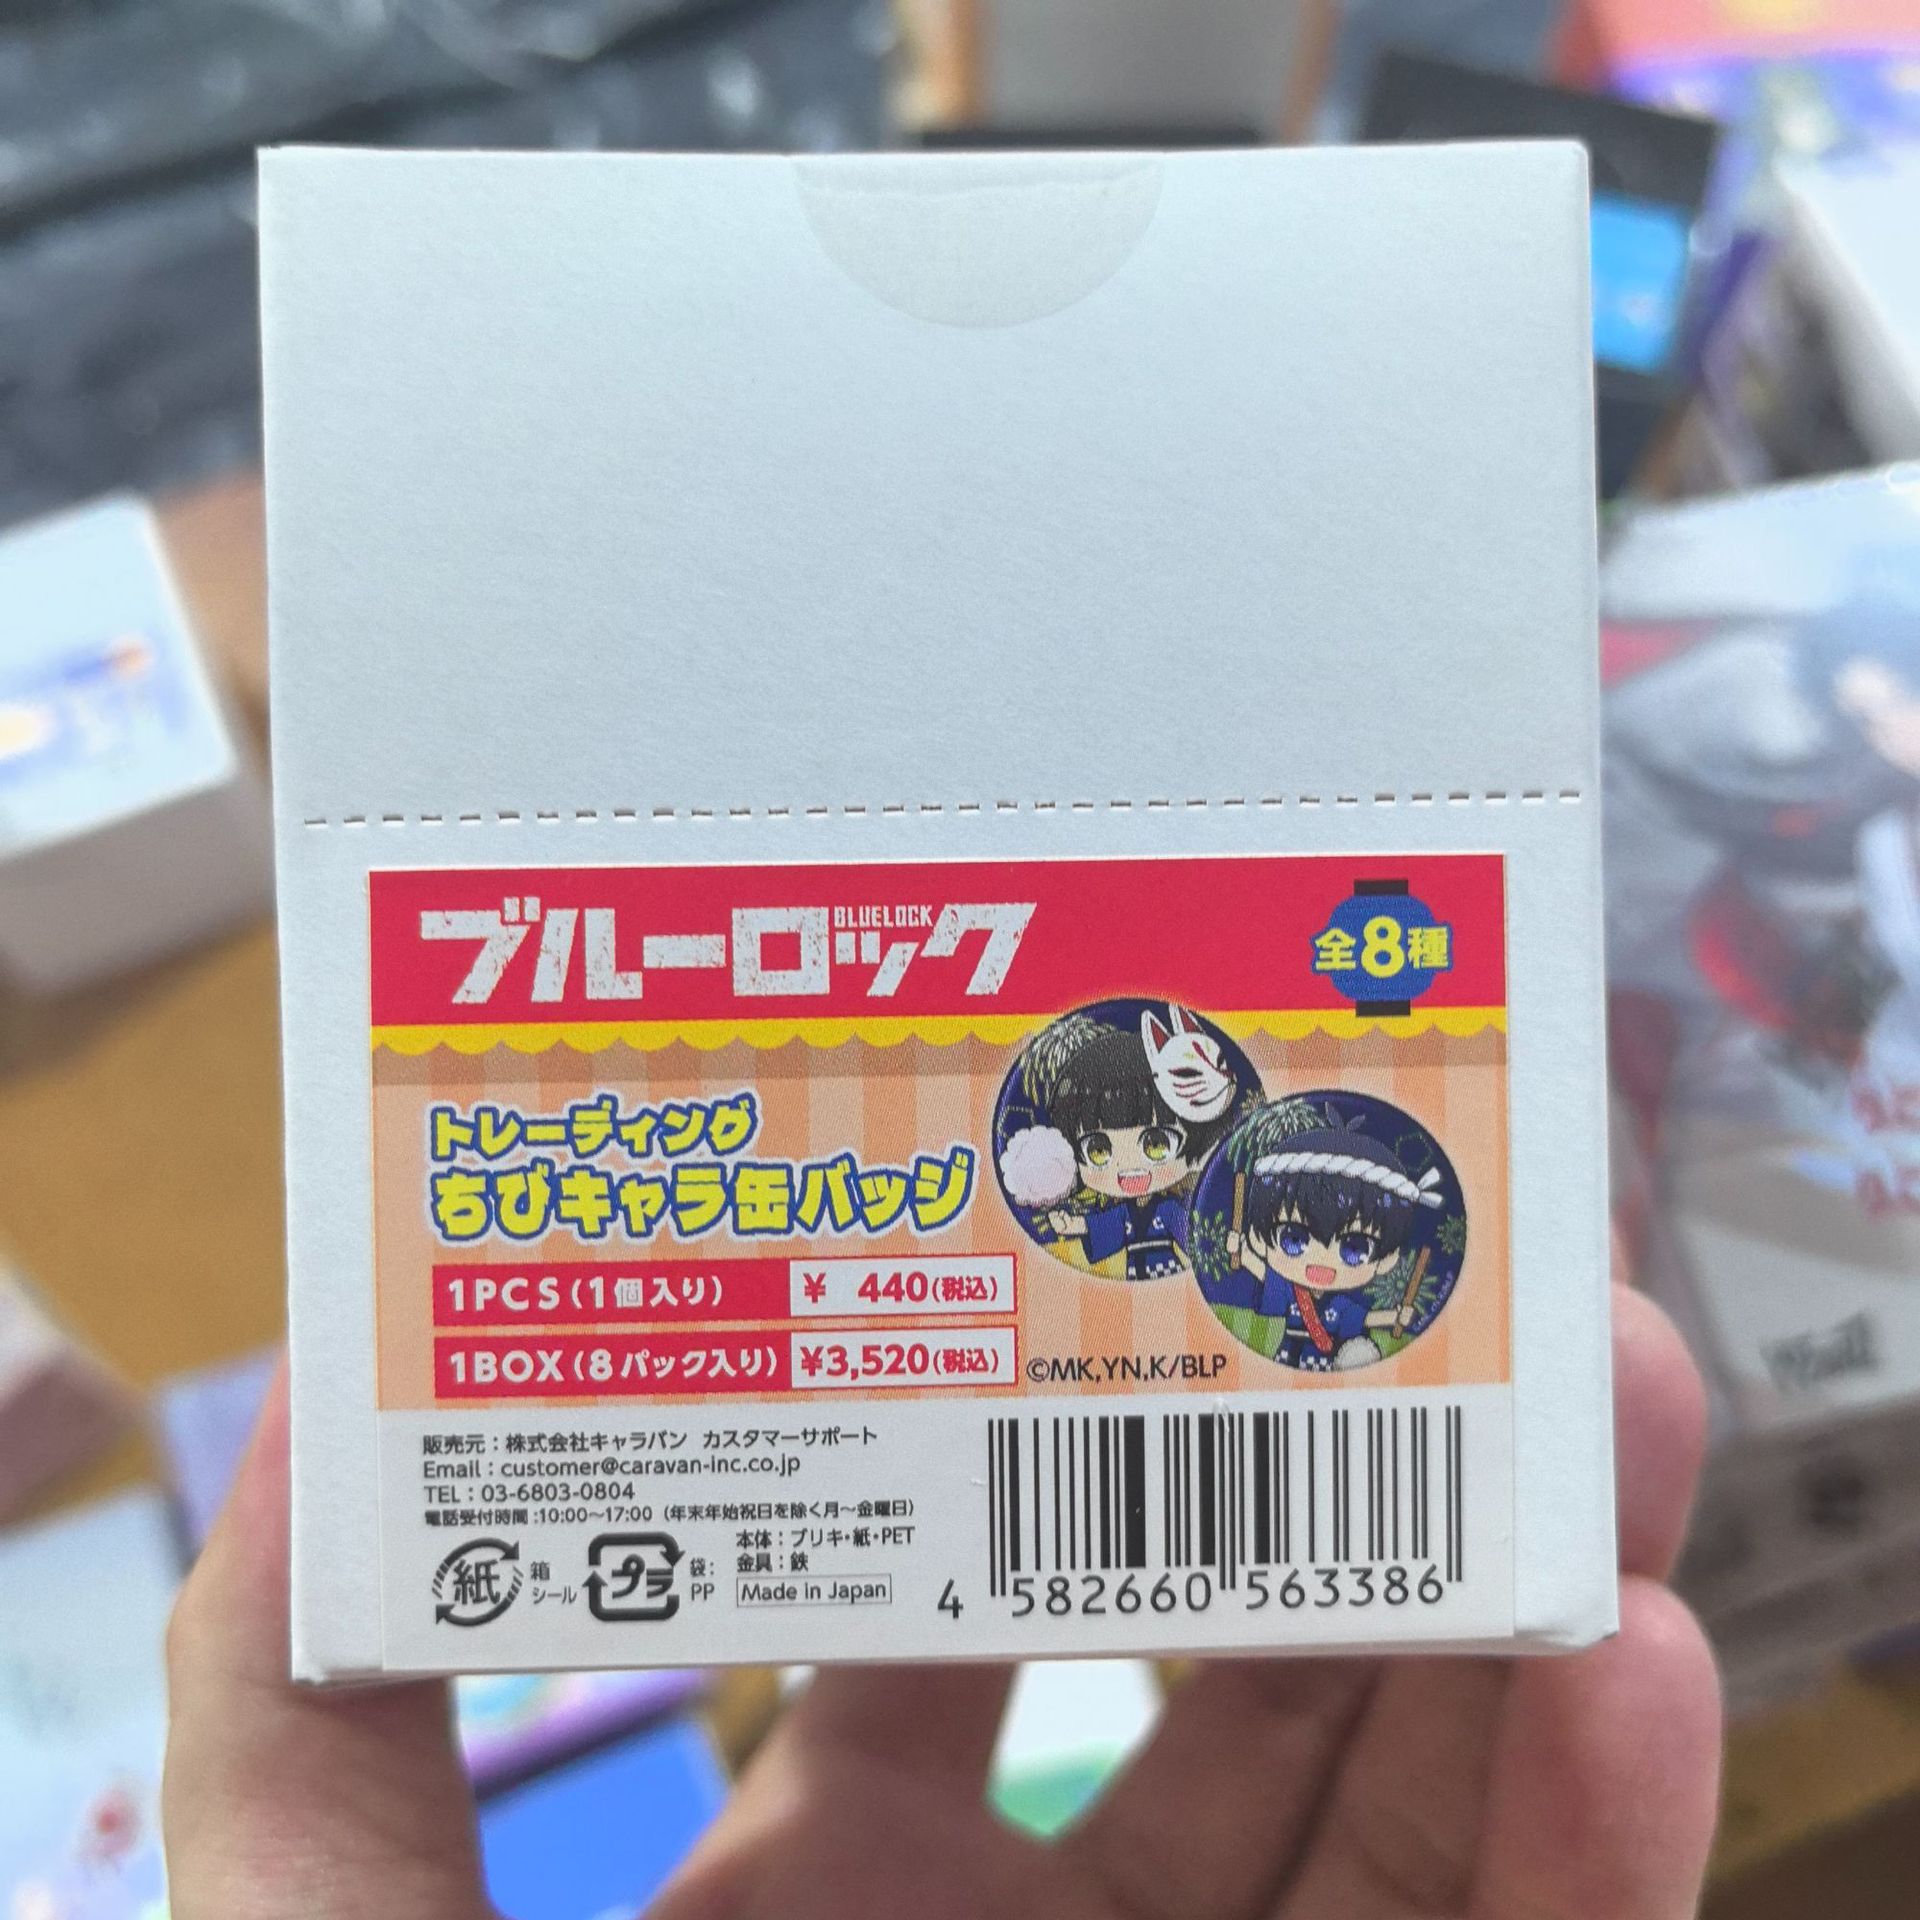 ブルーロック
BLUELOCK
全8種
トレーディング
ちびキャラ缶バッジ
1PCS(1個入り) ¥ 440(税込)
1BOX(8パック入り) ¥3,520(税込)
©MK,YN,K/BLP
販売元：株式会社キャラバン カスタマーサポート
Email：customer@caravan-inc.co.jp
TEL：03-6803-0804
電話受付時間:10:00〜17:00（年末年始祝日を除く月〜金曜日）
紙 箱 シール
プラ 袋: PP
本体：ブリキ・紙・PET
金具：鉄
Made in Japan
4 582660 563386